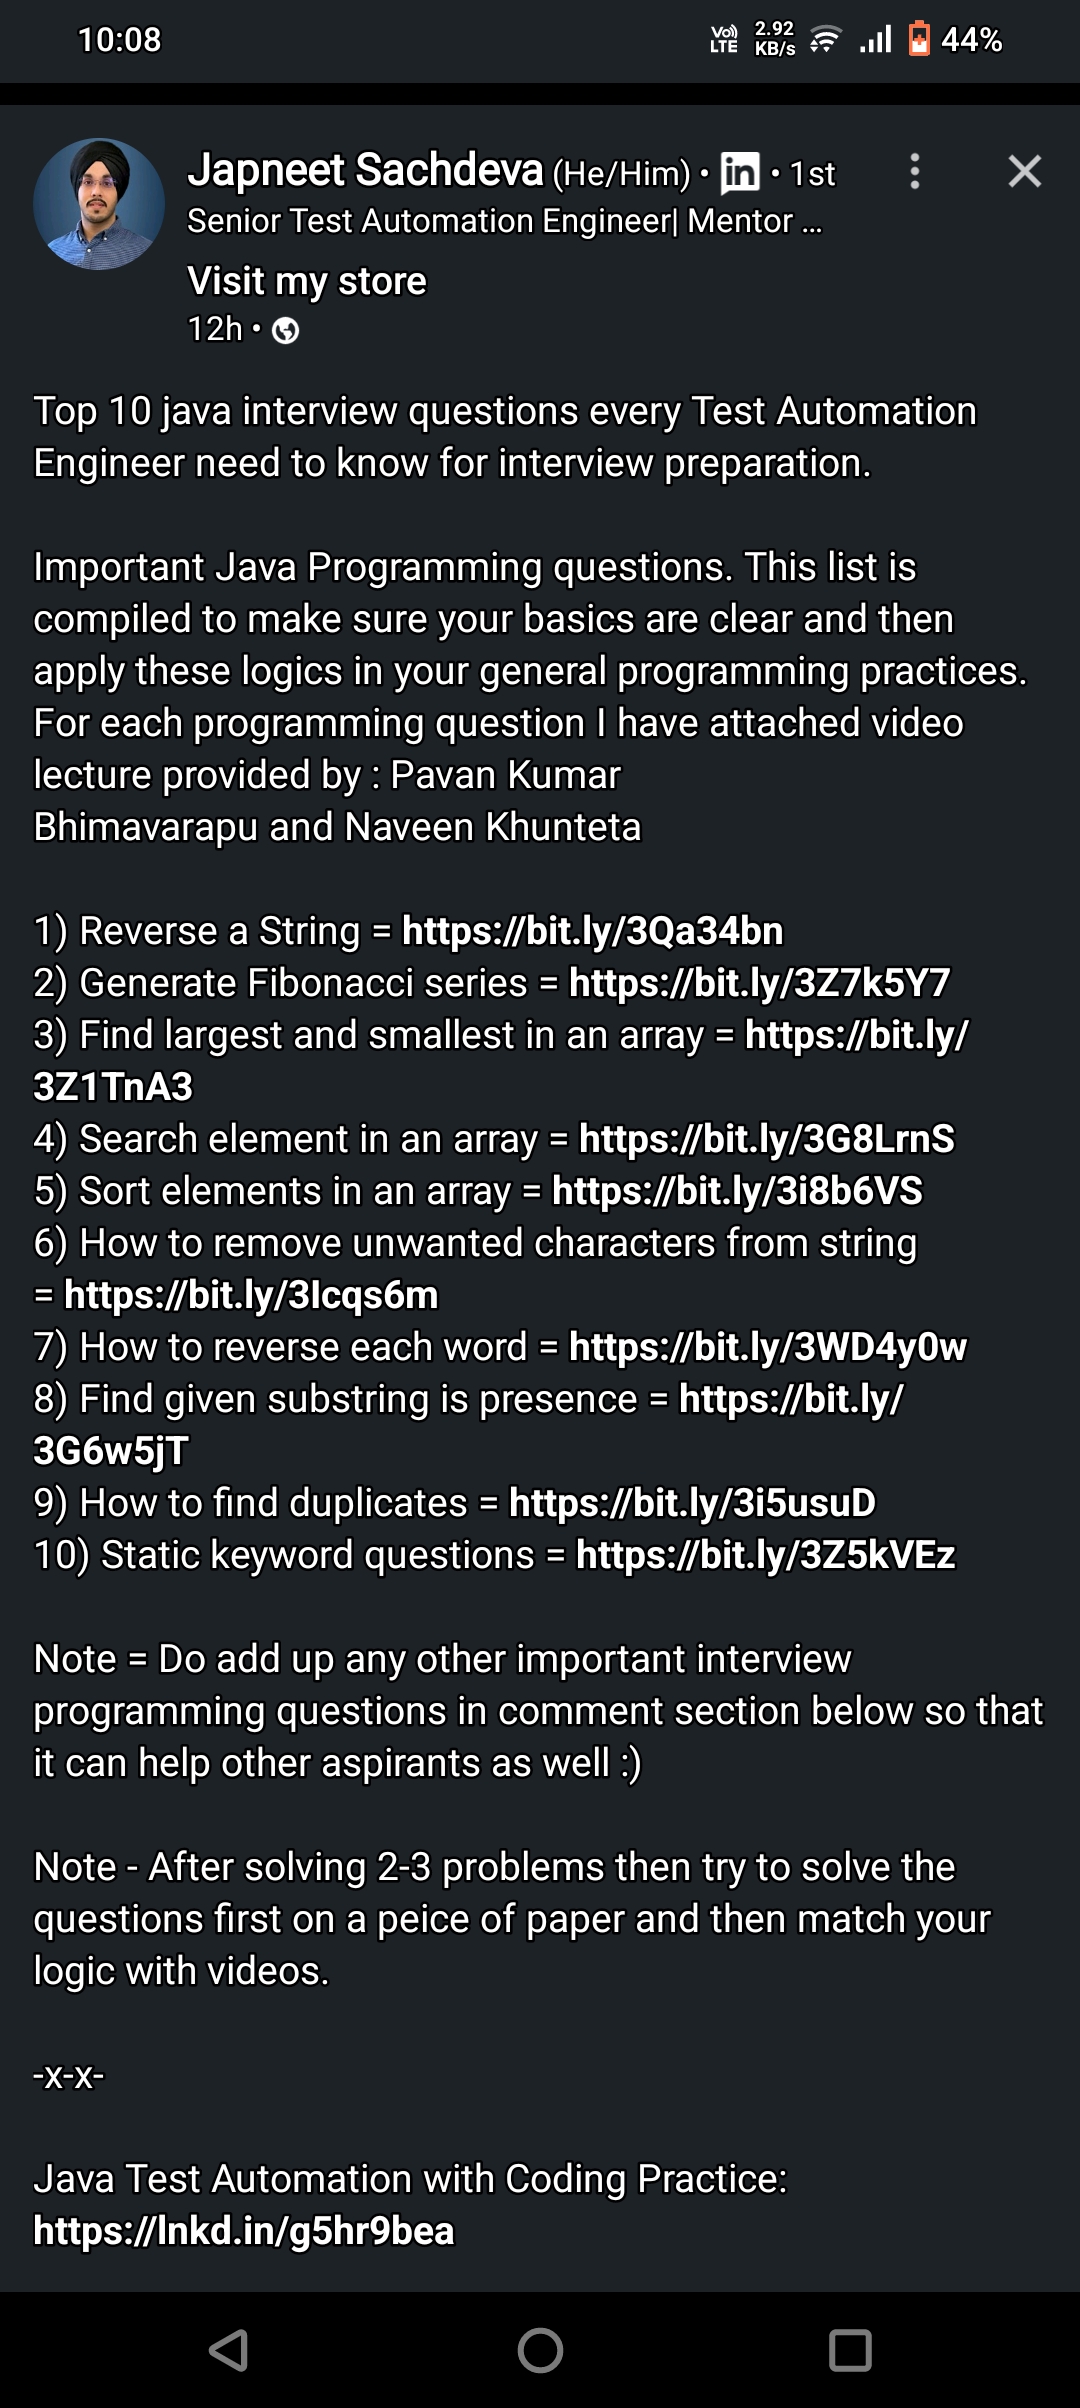 10:08
Vo)) LTE 2.92 KB/s 44%
Japneet Sachdeva (He/Him) • in • 1st
Senior Test Automation Engineer| Mentor ...
Visit my store
12h •
Top 10 java interview questions every Test Automation
Engineer need to know for interview preparation.
Important Java Programming questions. This list is
compiled to make sure your basics are clear and then
apply these logics in your general programming practices.
For each programming question I have attached video
lecture provided by : Pavan Kumar
Bhimavarapu and Naveen Khunteta
1) Reverse a String = https://bit.ly/3Qa34bn
2) Generate Fibonacci series = https://bit.ly/3Z7k5Y7
3) Find largest and smallest in an array = https://bit.ly/
3Z1TnA3
4) Search element in an array = https://bit.ly/3G8LrnS
5) Sort elements in an array = https://bit.ly/3i8b6VS
6) How to remove unwanted characters from string
= https://bit.ly/3Icqs6m
7) How to reverse each word = https://bit.ly/3WD4y0w
8) Find given substring is presence = https://bit.ly/
3G6w5jT
9) How to find duplicates = https://bit.ly/3i5usuD
10) Static keyword questions = https://bit.ly/3Z5kVEz
Note = Do add up any other important interview
programming questions in comment section below so that
it can help other aspirants as well :)
Note - After solving 2-3 problems then try to solve the
questions first on a peice of paper and then match your
logic with videos.
-x-x-
Java Test Automation with Coding Practice:
https://lnkd.in/g5hr9bea